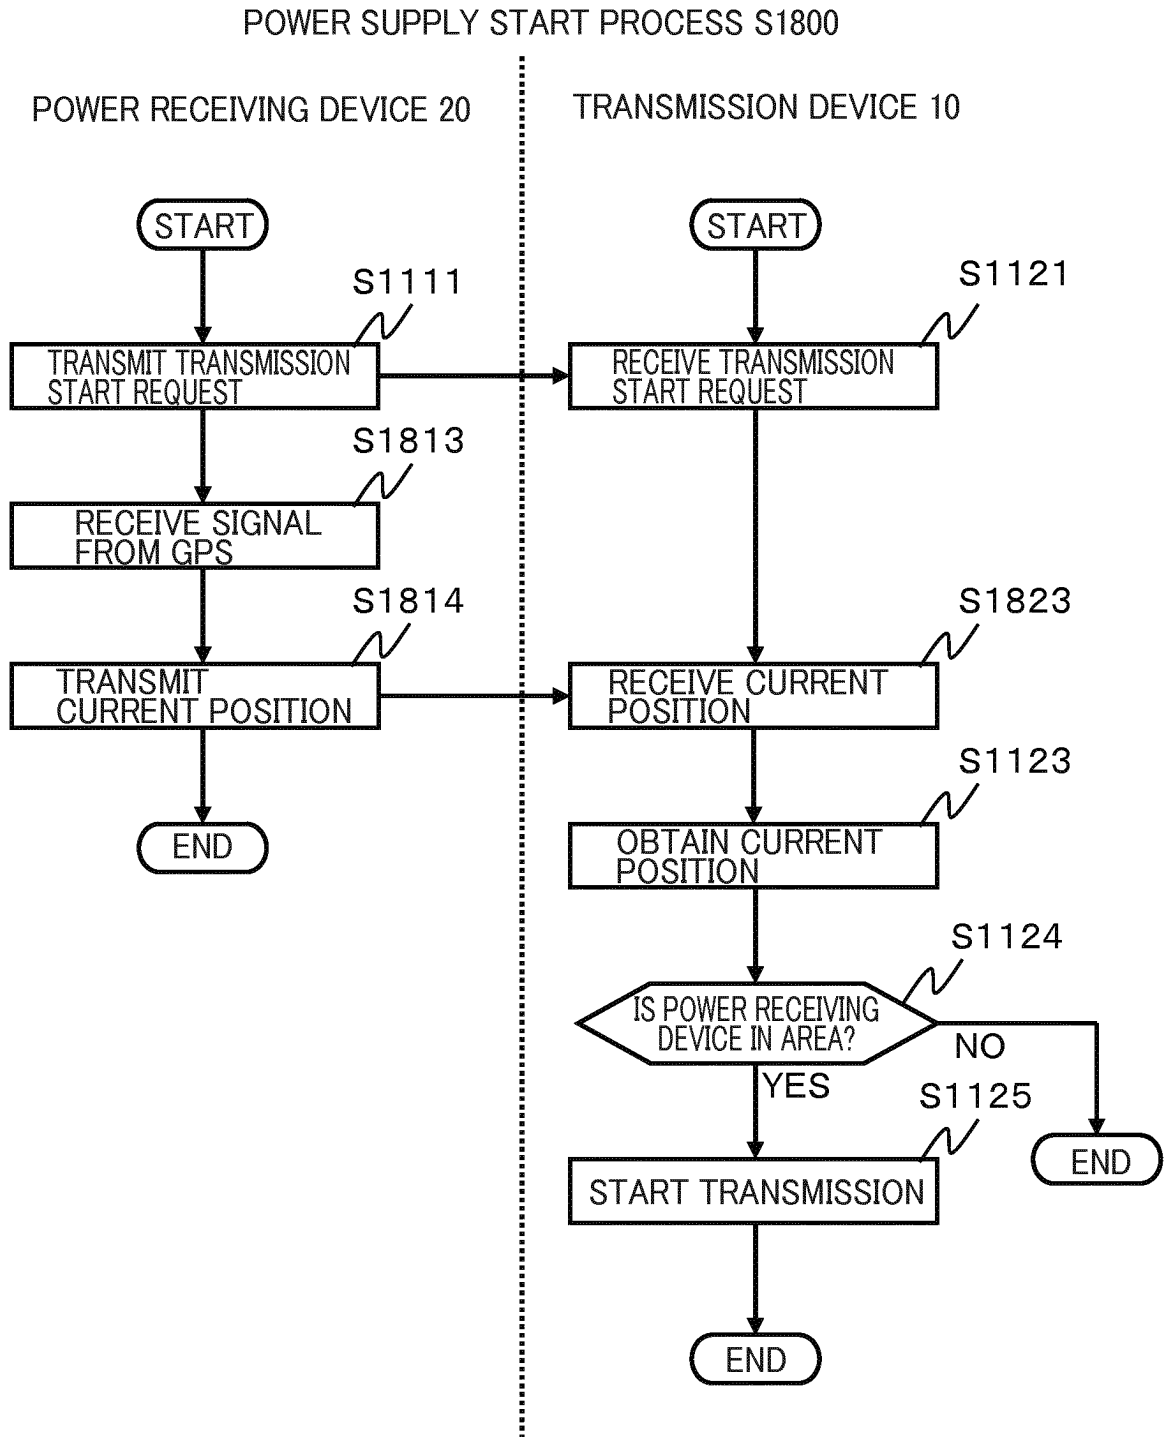 POWER SUPPLY START PROCESS S1800
POWER RECEIVING DEVICE 20
TRANSMISSION DEVICE 10
START
START
S1111
S1121
TRANSMIT TRANSMISSION
START REQUEST
RECEIVE TRANSMISSION
START REQUEST
S1813
RECEIVE SIGNAL
FROM GPS
S1814
S1823
TRANSMIT
CURRENT POSITION
RECEIVE CURRENT
POSITION
S1123
END
OBTAIN CURRENT
POSITION
S1124
IS POWER RECEIVING
DEVICE IN AREA?
NO
YES
S1125
END
START TRANSMISSION
END